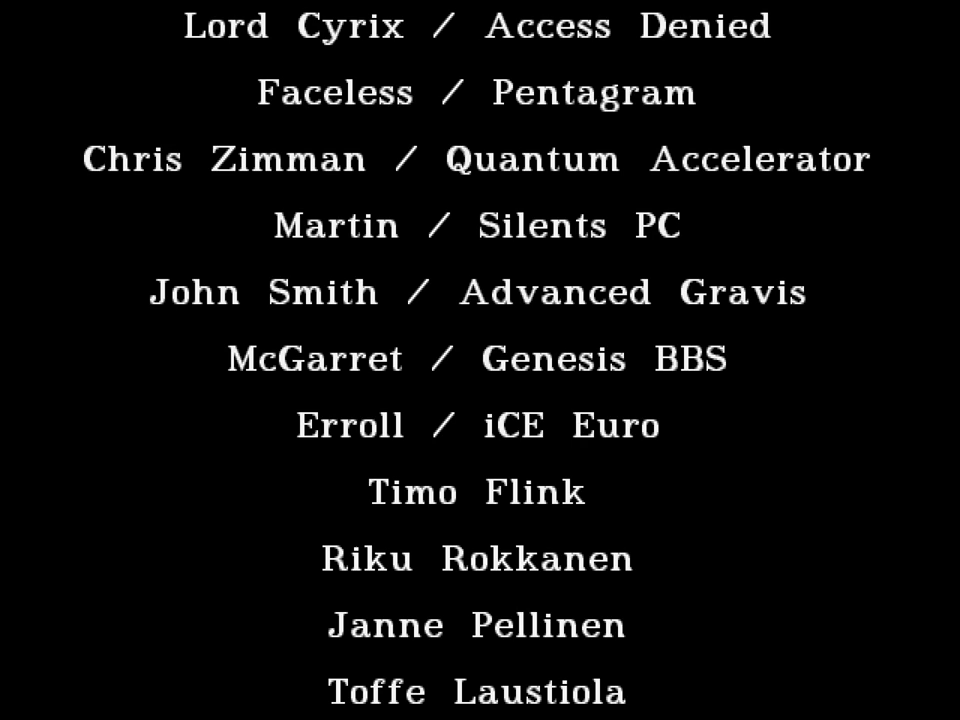 Lord Cyrix / Access Denied
Faceless / Pentagram
Chris Zimman / Quantum Accelerator
Martin / Silents PC
John Smith / Advanced Gravis
McGarret / Genesis BBS
Erroll / iCE Euro
Timo Flink
Riku Rokkanen
Janne Pellinen
Toffe Laustiola